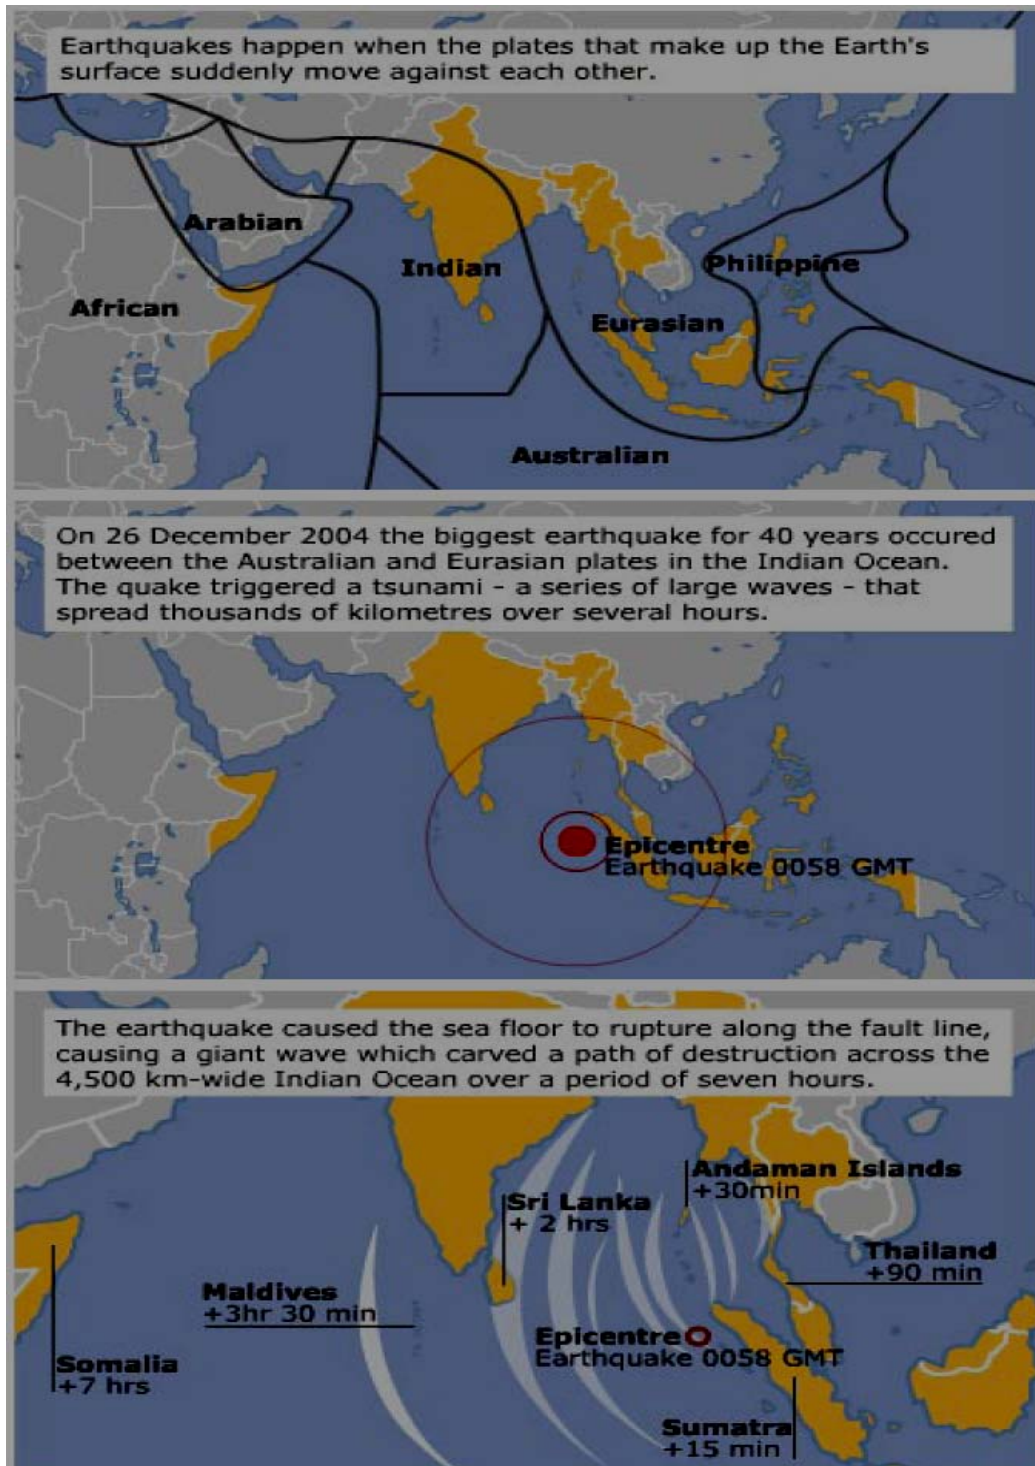 Earthquakes happen when the plates that make up the Earth's
surface suddenly move against each other.
Arabian
Indian
Philippine
African
Eurasian
Australian
On 26 December 2004 the biggest earthquake for 40 years occured
between the Australian and Eurasian plates in the Indian Ocean.
The quake triggered a tsunami - a series of large waves - that
spread thousands of kilometres over several hours.
Epicentre
Earthquake 0058 GMT
The earthquake caused the sea floor to rupture along the fault line,
causing a giant wave which carved a path of destruction across the
4,500 km-wide Indian Ocean over a period of seven hours.
Andaman Islands
+30min
Sri Lanka
+ 2 hrs
Thailand
+90 min
Maldives
+3hr 30 min
Epicentre
Earthquake 0058 GMT
Somalia
+7 hrs
Sumatra
+15 min